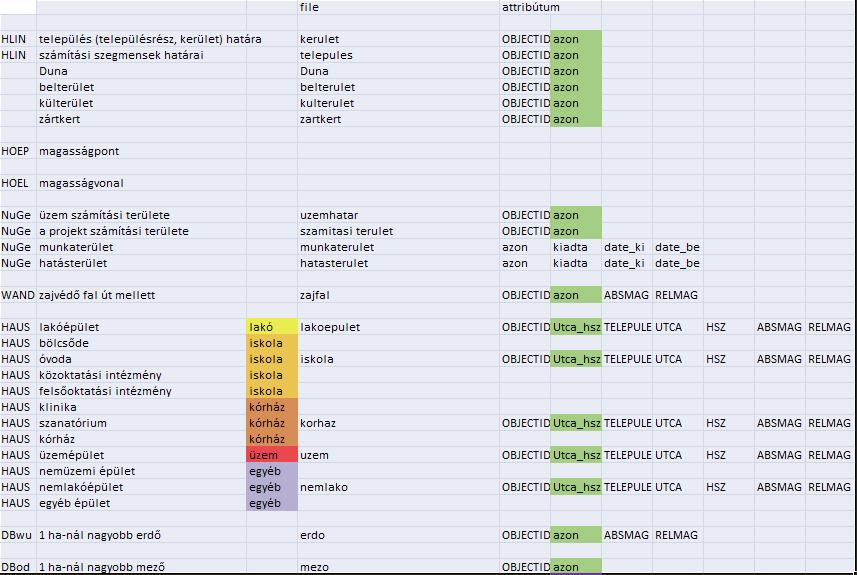 file attribútum
HLIN település (településrész, kerület) határa kerulet OBJECTID azon
HLIN számítási szegmensek határai telepules OBJECTID azon
Duna Duna OBJECTID azon
belterület belterulet OBJECTID azon
külterület kulterulet OBJECTID azon
zártkert zartkert OBJECTID azon
HOEP magasságpont
HOEL magasságvonal
NuGe üzem számítási területe uzemhatar OBJECTID azon
NuGe a projekt számítási területe szamitasi terulet OBJECTID azon
NuGe munkaterület munkaterulet azon kiadta date_ki date_be
NuGe hatásterület hatasterulet azon kiadta date_ki date_be
WAND zajvédő fal út mellett zajfal OBJECTID azon ABSMAG RELMAG
HAUS lakóépület lakó lakoepulet OBJECTID Utca_hsz TELEPULE UTCA HSZ ABSMAG RELMAG
HAUS bölcsőde iskola
HAUS óvoda iskola iskola OBJECTID Utca_hsz TELEPULE UTCA HSZ ABSMAG RELMAG
HAUS közoktatási intézmény iskola
HAUS felsőoktatási intézmény iskola
HAUS klinika kórház
HAUS szanatórium kórház korhaz OBJECTID Utca_hsz TELEPULE UTCA HSZ ABSMAG RELMAG
HAUS kórház kórház
HAUS üzemépület üzem uzem OBJECTID Utca_hsz TELEPULE UTCA HSZ ABSMAG RELMAG
HAUS nemüzemi épület egyéb
HAUS nemlakóépület egyéb nemlako OBJECTID Utca_hsz TELEPULE UTCA HSZ ABSMAG RELMAG
HAUS egyéb épület egyéb
DBwu 1 ha-nál nagyobb erdő erdo OBJECTID azon ABSMAG RELMAG
DBod 1 ha-nál nagyobb mező mezo OBJECTID azon